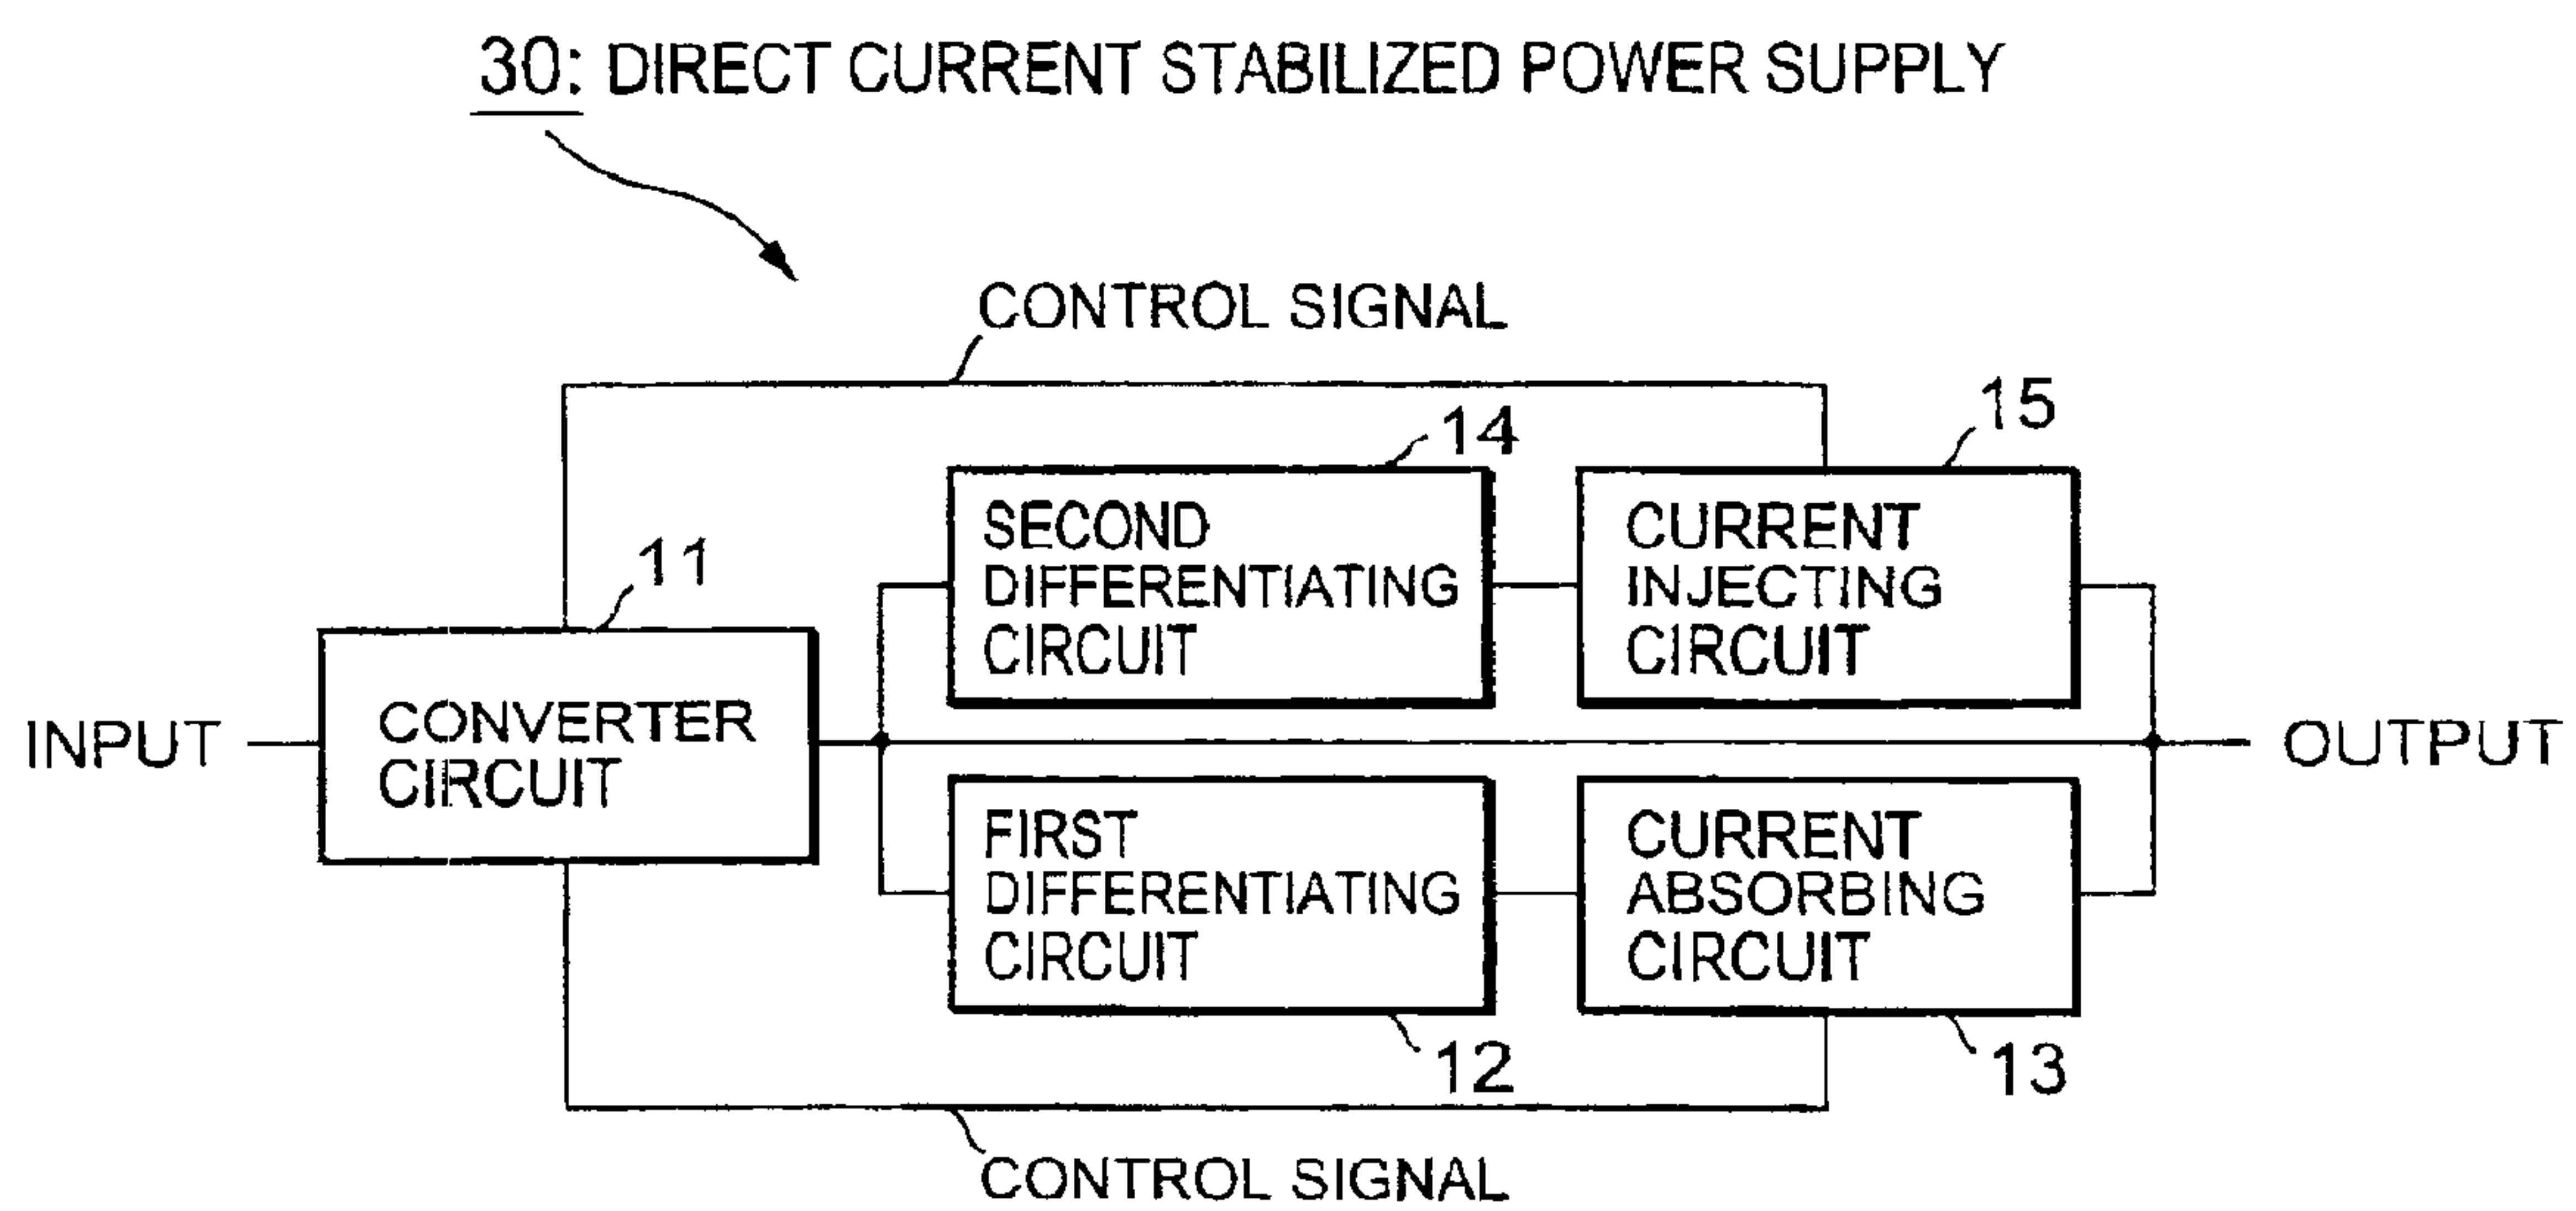 30: DIRECT CURRENT STABILIZED POWER SUPPLY
CONTROL SIGNAL
14
15
SECOND
DIFFERENTIATING
CIRCUIT
CURRENT
INJECTING
CIRCUIT
11
INPUT
CONVERTER
CIRCUIT
OUTPUT
FIRST
DIFFERENTIATING
CIRCUIT
CURRENT
ABSORBING
CIRCUIT
12
13
CONTROL SIGNAL